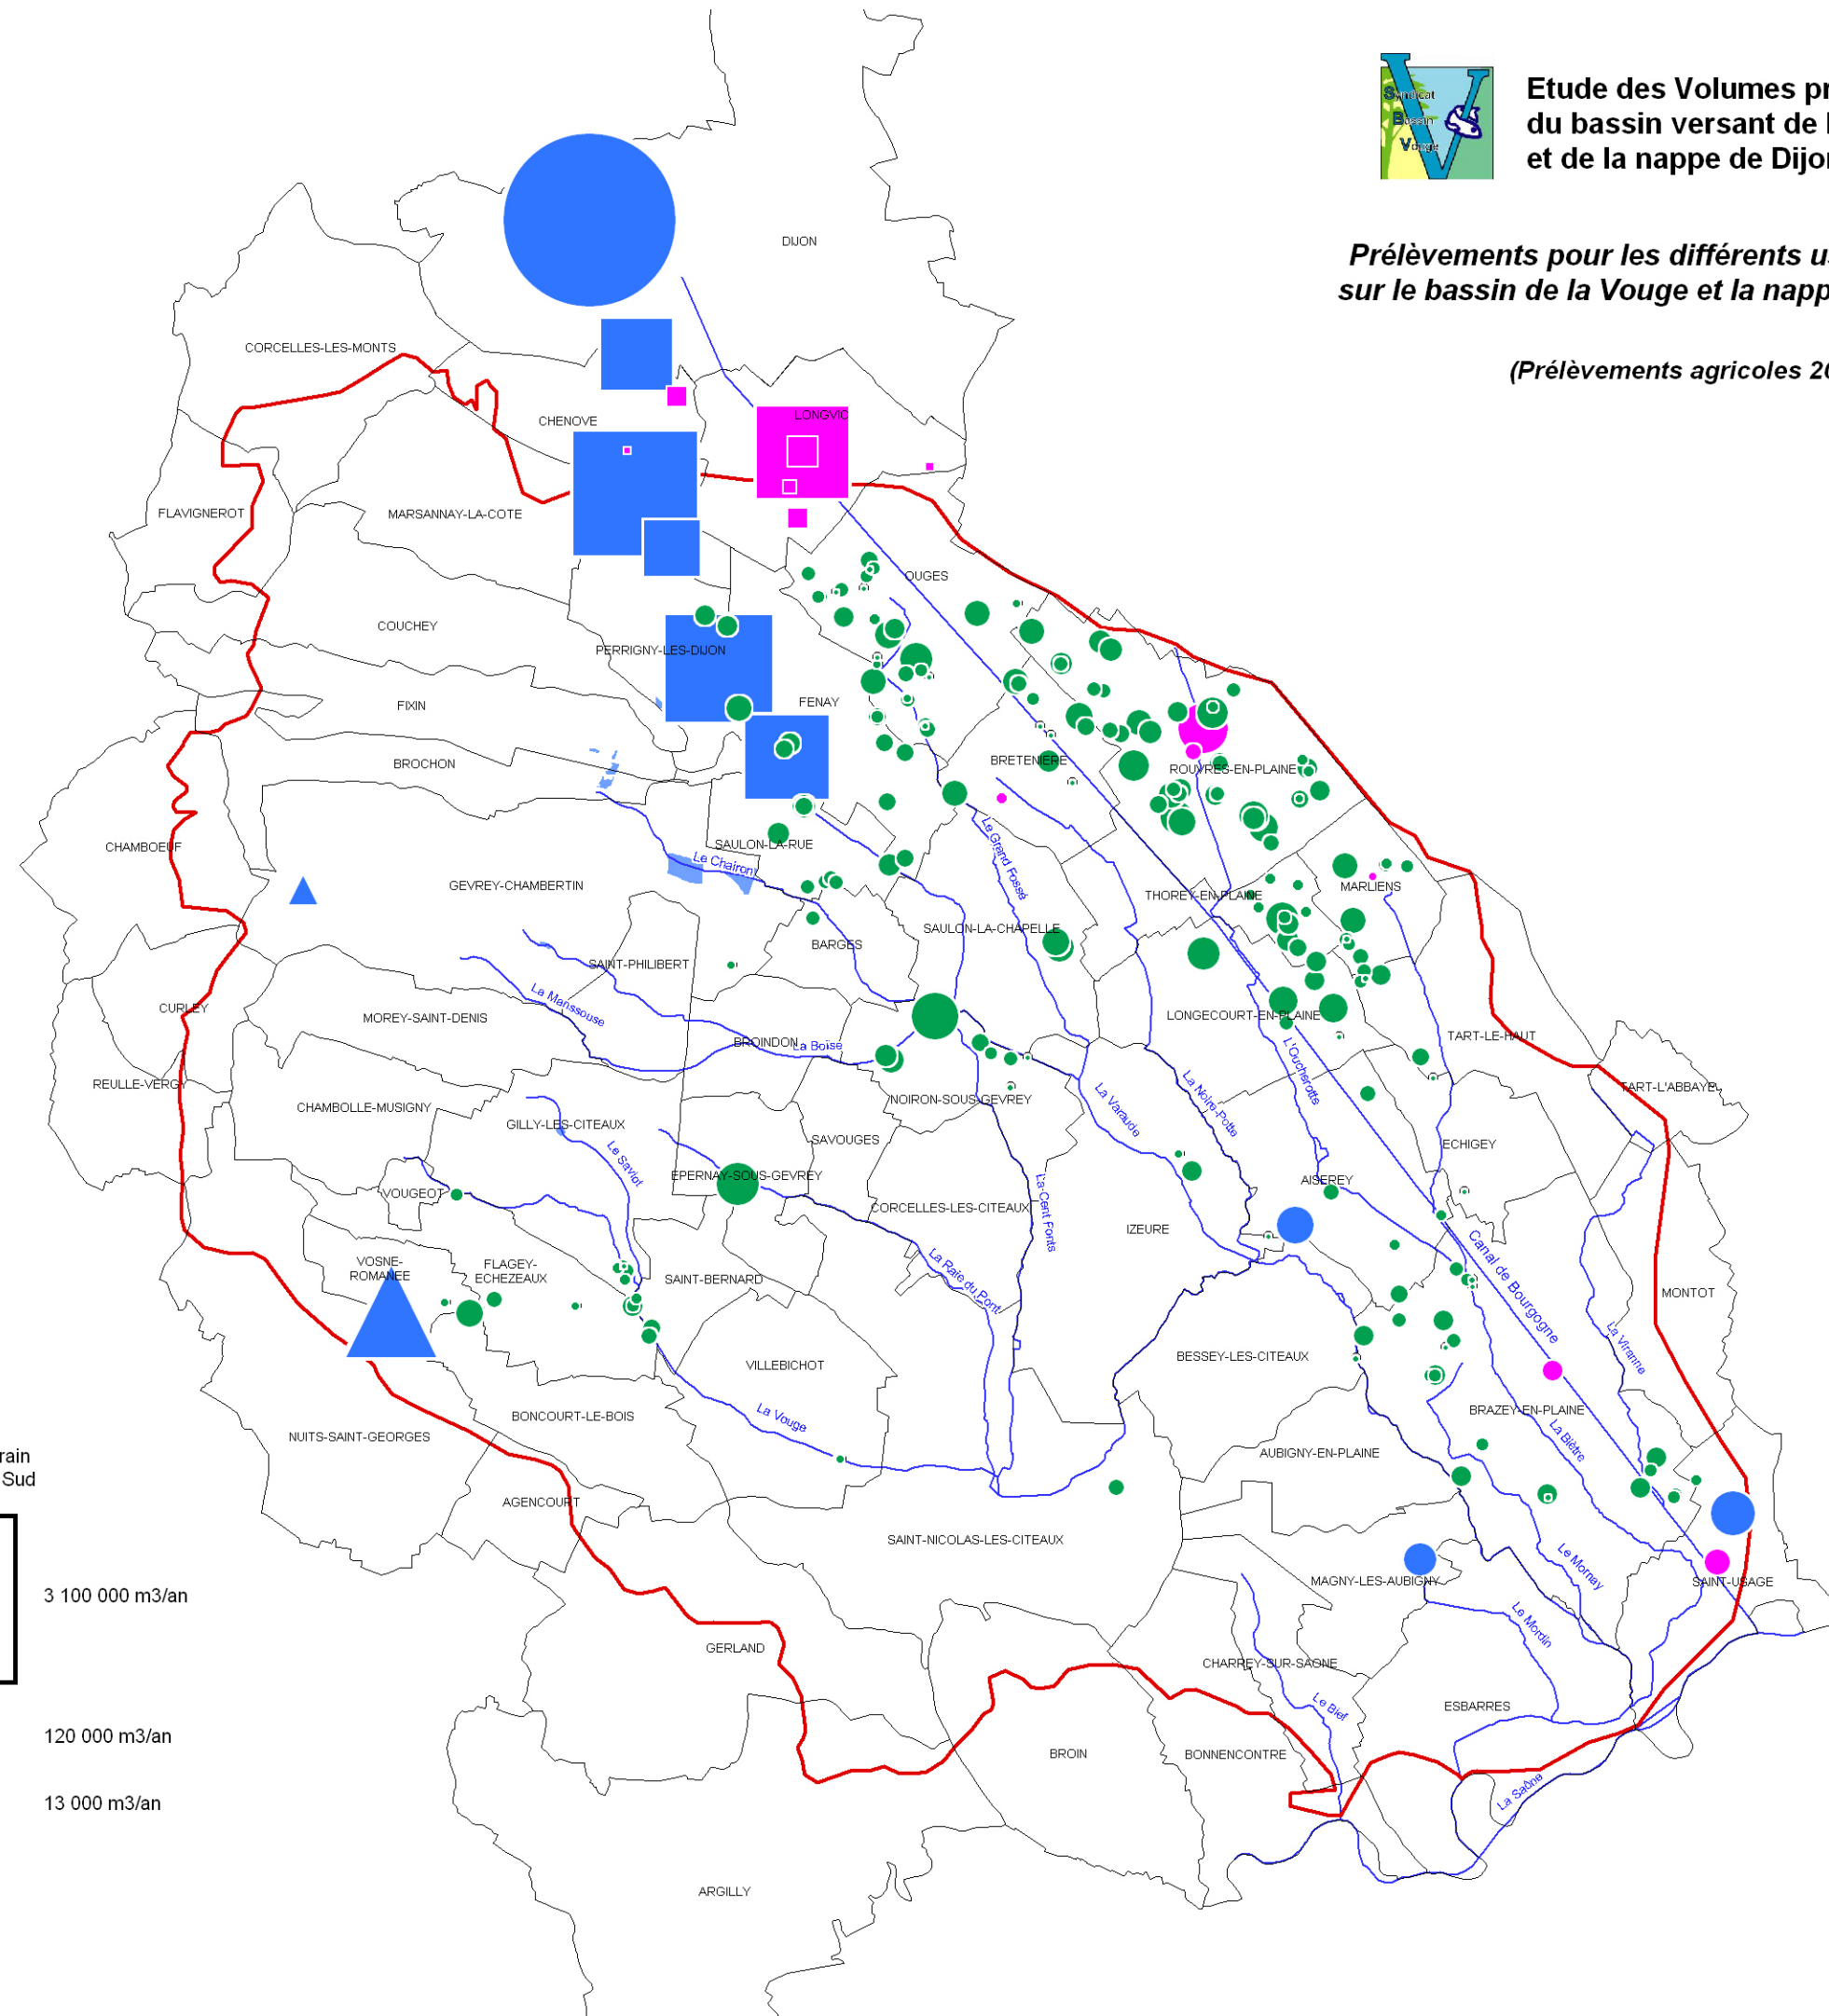 Syndicat
Bassin
Vouge
Etude des Volumes pr
du bassin versant de l
et de la nappe de Dijon
Prélèvements pour les différents us
sur le bassin de la Vouge et la napp
(Prélèvements agricoles 20
DIJON
CORCELLES-LES-MONTS
CHENOVE
LONGVIC
FLAVIGNEROT
MARSANNAY-LA-COTE
OUGES
COUCHEY
PERRIGNY-LES-DIJON
FIXIN
FENAY
BROCHON
BRETENIERE
ROUVRES-EN-PLAINE
CHAMBOEUF
SAULON-LA-RUE
Le Chairon
Le Grand Fossé
GEVREY-CHAMBERTIN
THOREY-EN-PLAINE
MARLIENS
SAULON-LA-CHAPELLE
BARGES
SAINT-PHILIBERT
La Manssouse
CURLEY
MOREY-SAINT-DENIS
LONGECOURT-EN-PLAINE
TART-LE-HAUT
BROINDON
La Boïse
L'Oucherotte
REULLE-VERGY
TART-L'ABBAYE
CHAMBOLLE-MUSIGNY
GILLY-LES-CITEAUX
NOIRON-SOUS-GEVREY
La Varaude
La Noire-Potte
SAVOUGES
ECHIGEY
Le Saviot
EPERNAY-SOUS-GEVREY
AISEREY
VOUGEOT
CORCELLES-LES-CITEAUX
La Cent Fonts
IZEURE
Canal de Bourgogne
VOSNE-
ROMANEE
FLAGEY-
ECHEZEAUX
SAINT-BERNARD
La Raie du Pont
MONTOT
La Viranne
VILLEBICHOT
BESSEY-LES-CITEAUX
La Vouge
BRAZEY-EN-PLAINE
BONCOURT-LE-BOIS
NUITS-SAINT-GEORGES
La Biètre
AUBIGNY-EN-PLAINE
rain
Sud
AGENCOURT
SAINT-NICOLAS-LES-CITEAUX
Le Mornay
MAGNY-LES-AUBIGNY
SAINT-USAGE
3 100 000 m3/an
Le Mordin
GERLAND
CHARREY-SUR-SAONE
Le Bief
ESBARRES
120 000 m3/an
BROIN
BONNENCONTRE
La Saône
13 000 m3/an
ARGILLY